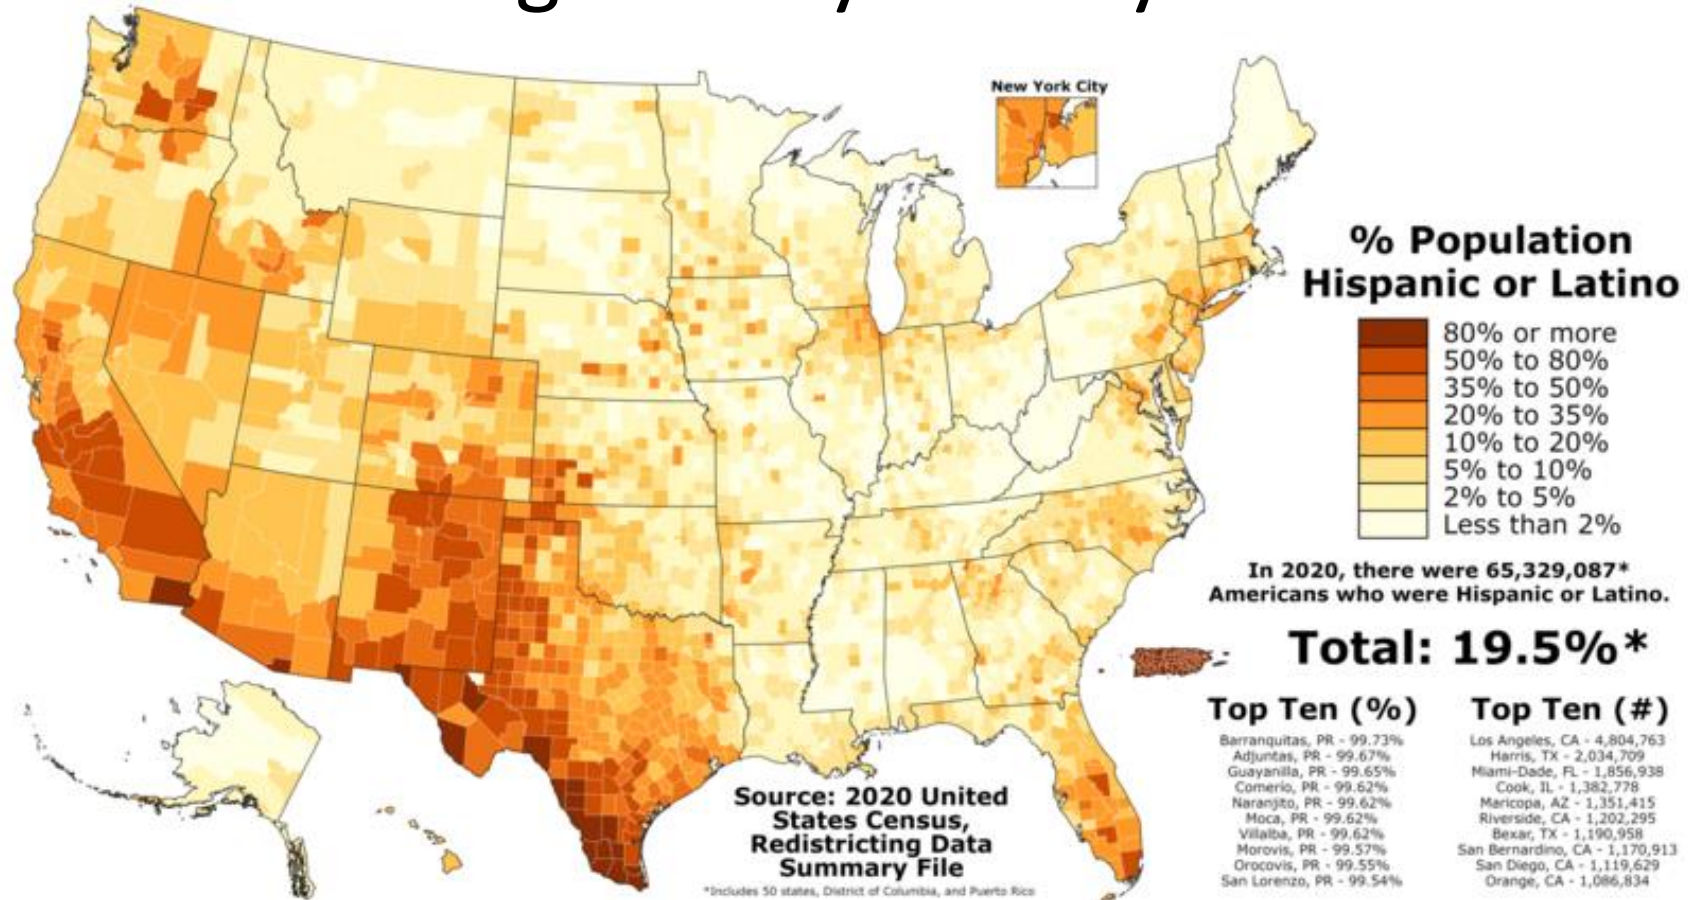 New York City
% Population
Hispanic or Latino
80% or more
50% to 80%
35% to 50%
20% to 35%
10% to 20%
5% to 10%
2% to 5%
Less than 2%
In 2020, there were 65,329,087*
Americans who were Hispanic or Latino.
Total: 19.5%*
Top Ten (%)
Barranquitas, PR - 99.73%
Adjuntas, PR - 99.67%
Guayanilla, PR - 99.65%
Comerio, PR - 99.62%
Naranjito, PR - 99.62%
Moca, PR - 99.62%
Villalba, PR - 99.62%
Morovis, PR - 99.57%
Orocovis, PR - 99.55%
San Lorenzo, PR - 99.54%
Top Ten (#)
Los Angeles, CA - 4,804,763
Harris, TX - 2,034,709
Miami-Dade, FL - 1,856,938
Cook, IL - 1,382,778
Maricopa, AZ - 1,351,415
Riverside, CA - 1,202,295
Bexar, TX - 1,190,958
San Bernardino, CA - 1,170,913
San Diego, CA - 1,119,629
Orange, CA - 1,086,834
Source: 2020 United
States Census,
Redistricting Data
Summary File
*Includes 50 states, District of Columbia, and Puerto Rico